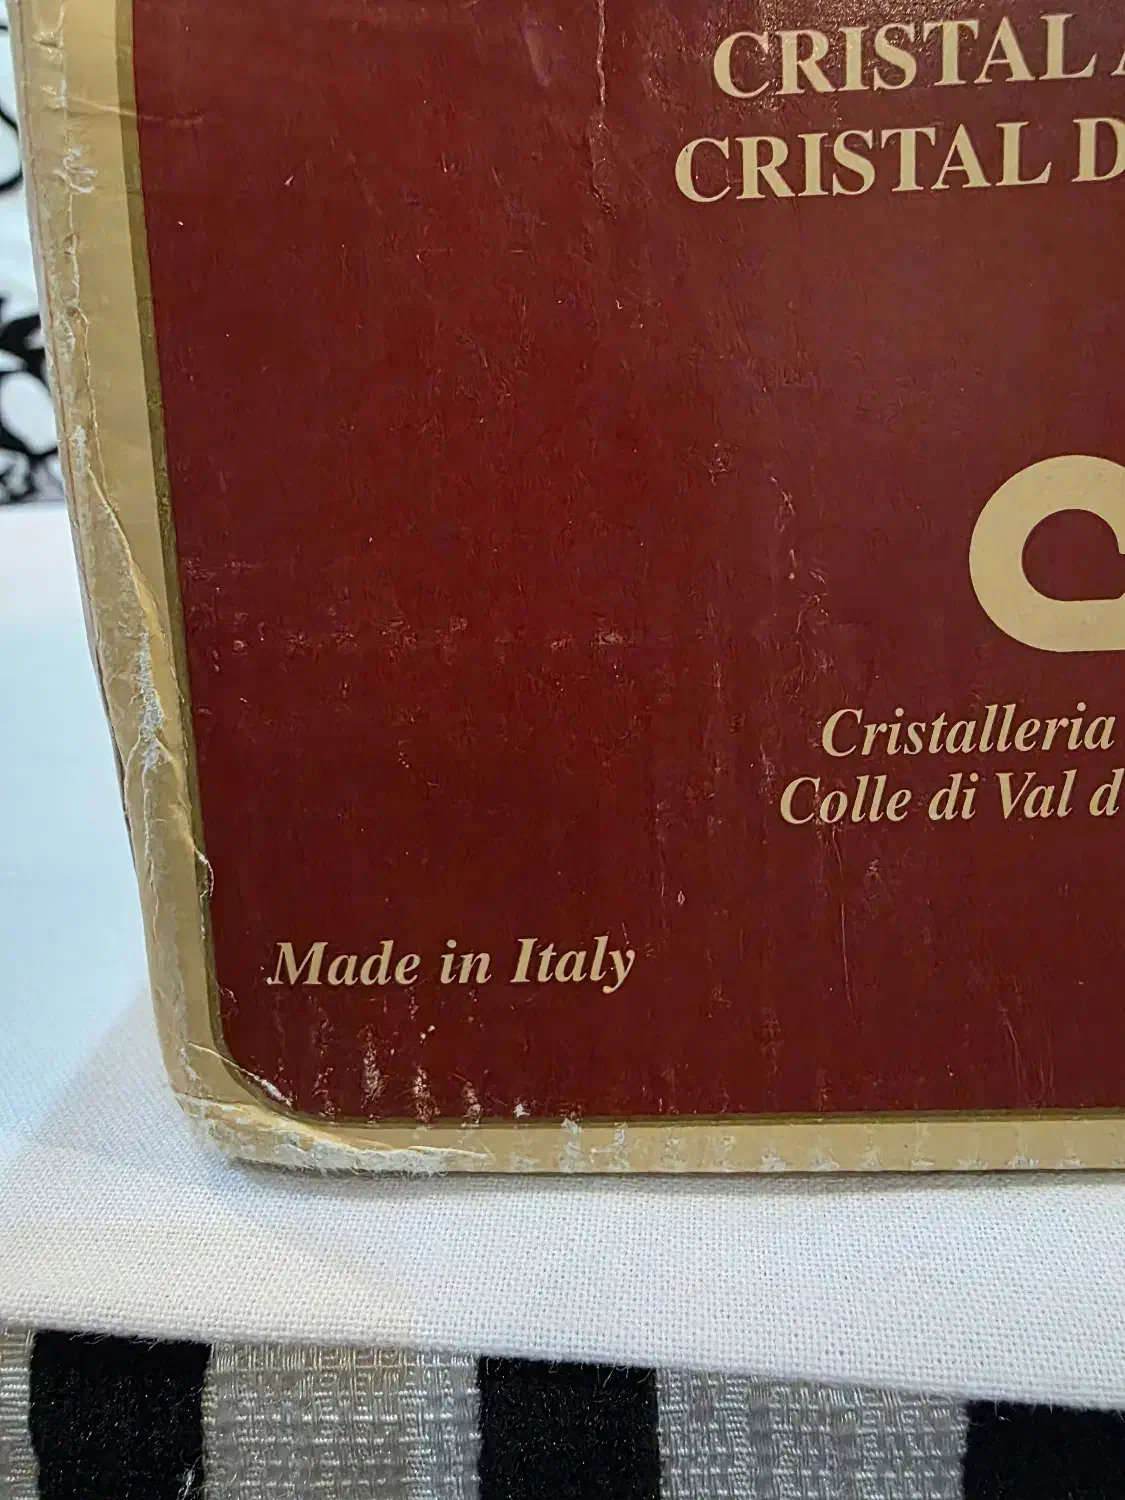 CRISTAL
CRISTAL D
Cristalleria
Colle di Val d'
Made in Italy